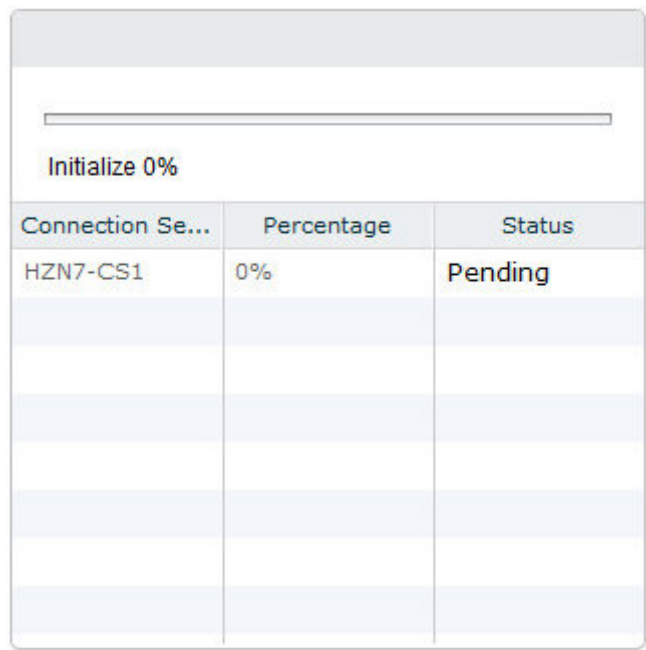 Initialize 0%
Connection Se... Percentage Status
HZN7-CS1 0% Pending